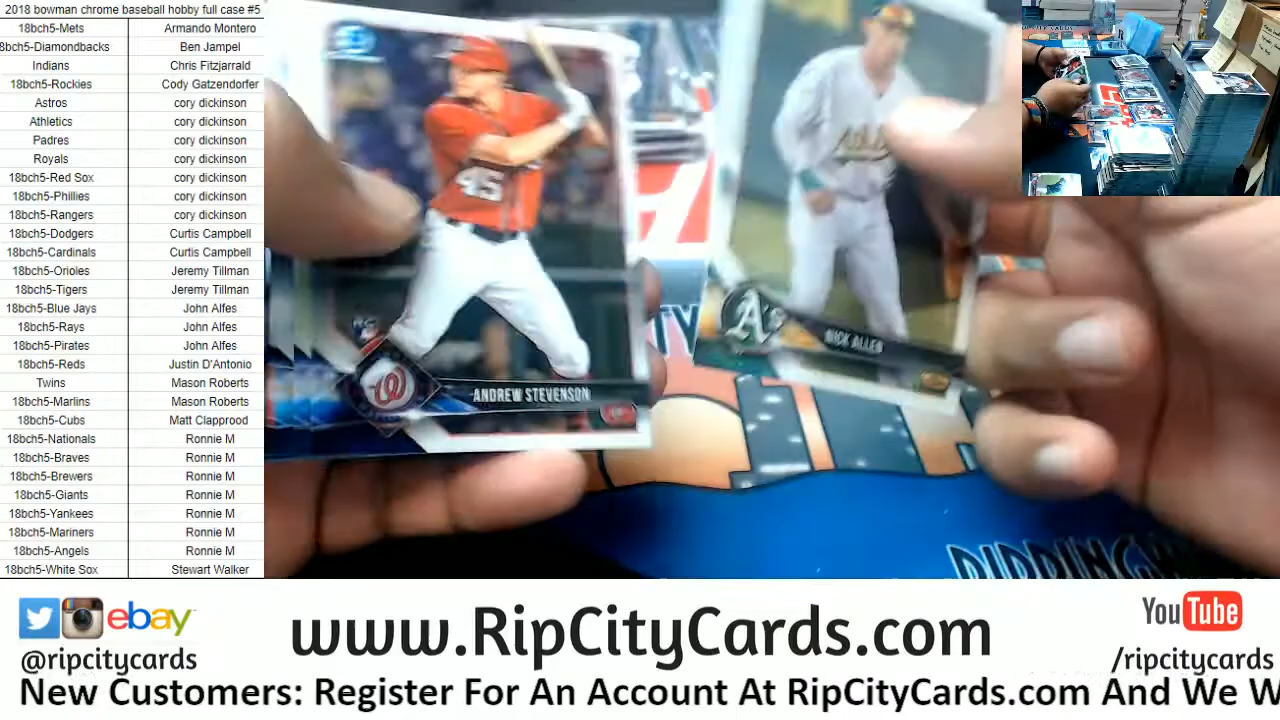 2018 bowman chrome baseball hobby full case #5
18bch5-Mets Armando Montero
8bch5-Diamondbacks Ben Jampel
Indians Chris Fitzjarrald
18bch5-Rockies Cody Gatzendorfer
Astros cory dickinson
Athletics cory dickinson
Padres cory dickinson
Royals cory dickinson
18bch5-Red Sox cory dickinson
18bch5-Phillies cory dickinson
18bch5-Rangers cory dickinson
18bch5-Dodgers Curtis Campbell
18bch5-Cardinals Curtis Campbell
18bch5-Orioles Jeremy Tillman
18bch5-Tigers Jeremy Tillman
18bch5-Blue Jays John Alfes
18bch5-Rays John Alfes
18bch5-Pirates John Alfes
18bch5-Reds Justin D'Antonio
Twins Mason Roberts
18bch5-Marlins Mason Roberts
18bch5-Cubs Matt Clapprood
18bch5-Nationals Ronnie M
18bch5-Braves Ronnie M
18bch5-Brewers Ronnie M
18bch5-Giants Ronnie M
18bch5-Yankees Ronnie M
18bch5-Mariners Ronnie M
18bch5-Angels Ronnie M
18bch5-White Sox Stewart Walker
45
W
ANDREW STEVENSON
A's
NICK ALLEN
TY
ebay
@ripcitycards
www.RipCityCards.com
YouTube
/ripcitycards
New Customers: Register For An Account At RipCityCards.com And We W